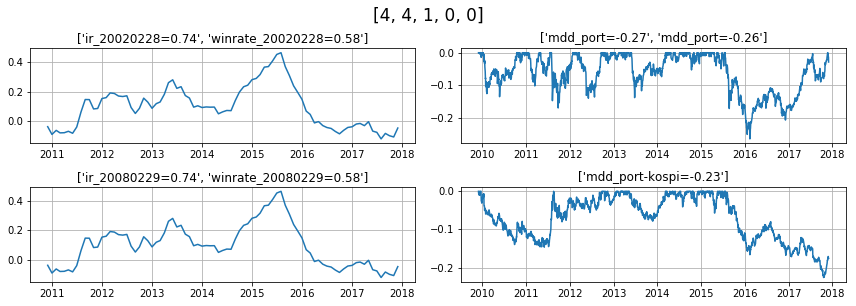 [4, 4, 1, 0, 0]
['ir_20020228=0.74', 'winrate_20020228=0.58']
0.4
0.2
0.0
2011 2012 2013 2014 2015 2016 2017 2018
['mdd_port=-0.27', 'mdd_port=-0.26']
0.0
−0.1
−0.2
2010 2011 2012 2013 2014 2015 2016 2017 2018
['ir_20080229=0.74', 'winrate_20080229=0.58']
0.4
0.2
0.0
2011 2012 2013 2014 2015 2016 2017 2018
['mdd_port-kospi=-0.23']
0.0
−0.1
−0.2
2010 2011 2012 2013 2014 2015 2016 2017 2018